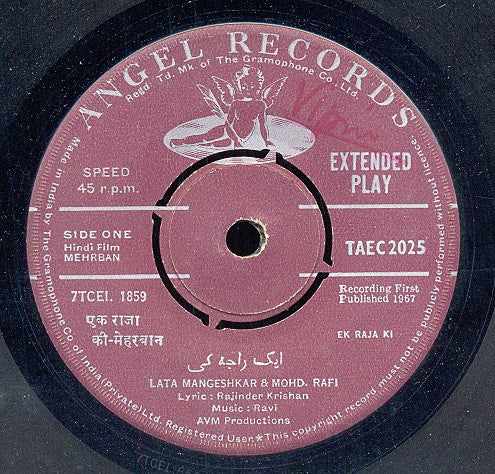 ANGEL RECORDS
Regd. Td. Mk. of The Gramophone Co. Ltd.
SPEED
45 r.p.m.
EXTENDED
PLAY
SIDE ONE
Hindi Film
MEHRBAN
TAEC2025
7TCEI. 1859
Recording First
Published 1967
एक राजा
की-मेहरबान
EK RAJA KI
ایک راجہ کی
LATA MANGESHKAR & MOHD. RAFI
Lyric: Rajinder Krishan
Music: Ravi
AVM Productions
Made in India by The Gramophone Co of India (Private) Ltd. Registered User★This Copyright record must not be publicly performed without licence.